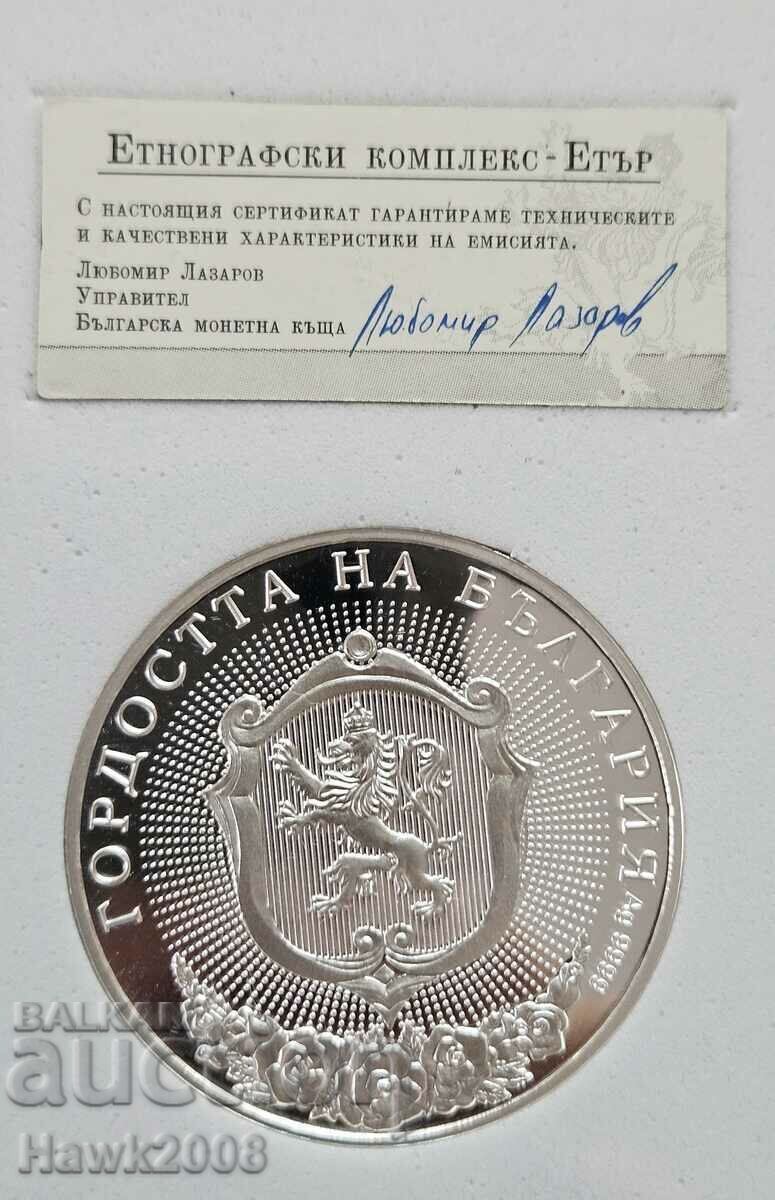 Етнографски комплекс - Етър
С настоящия сертификат гарантираме техническите
и качествени характеристики на емисията.
Любомир Лазаров
Управител
Българска монетна къща Любомир Лазаров
ГОРДОСТТА НА БЪЛГАРИЯ Ag 9999
BALKAN
auction
Hawk2008